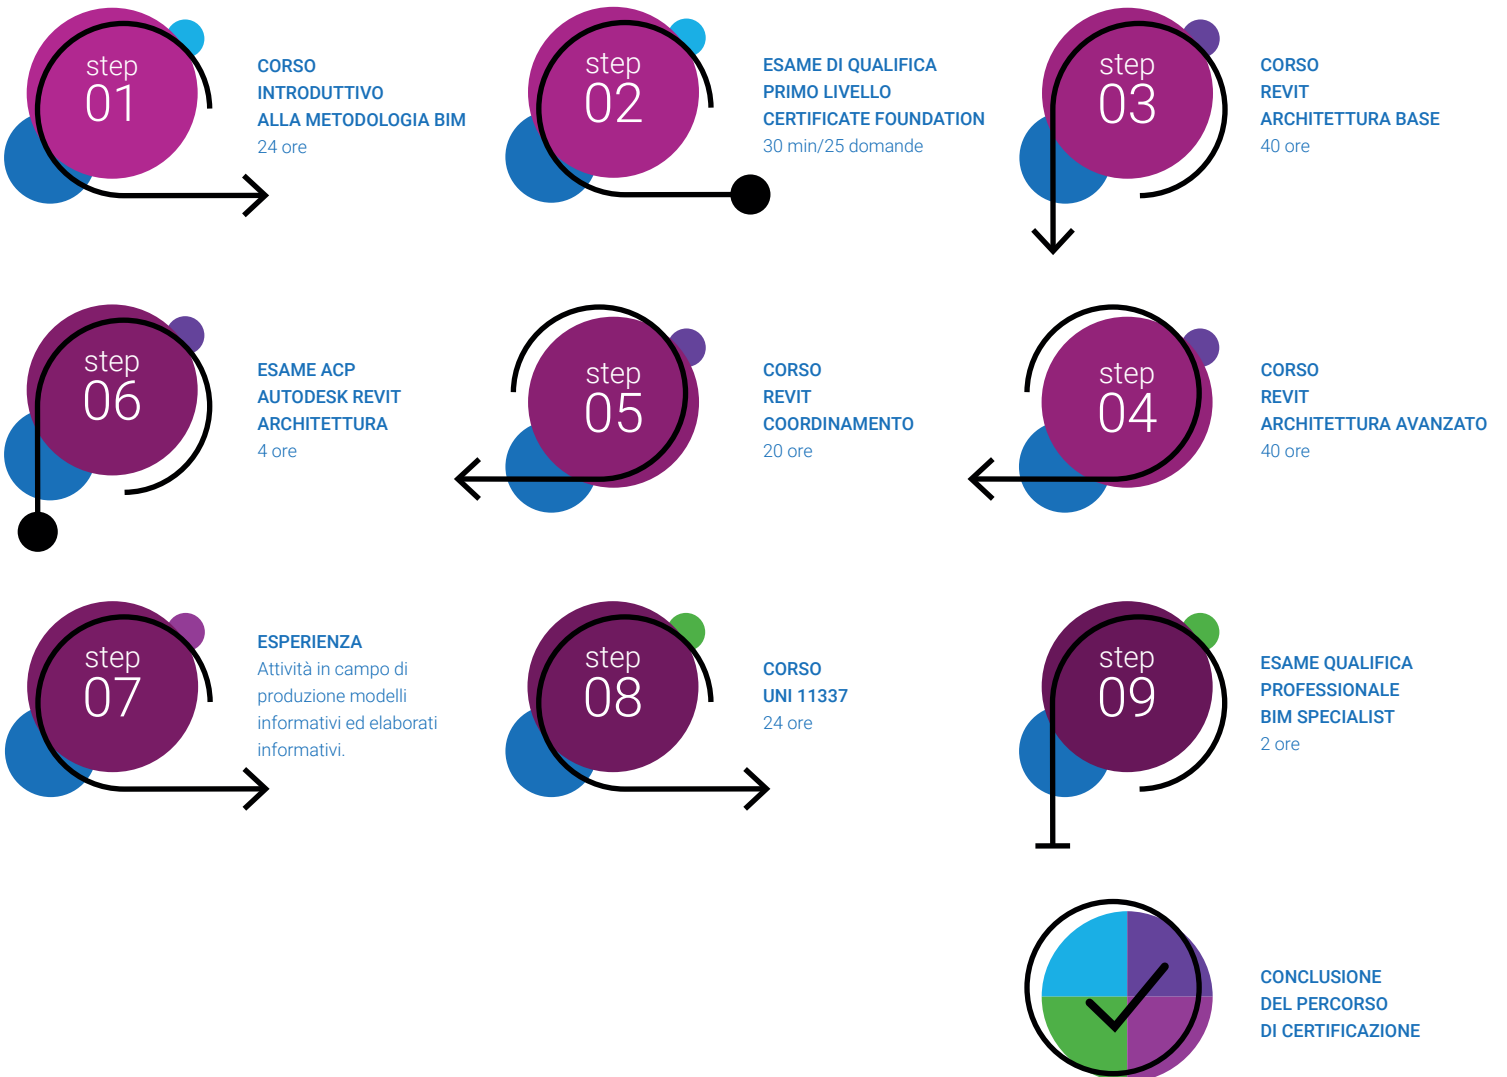 step
01
CORSO
INTRODUTTIVO
ALLA METODOLOGIA BIM
24 ore
step
02
ESAME DI QUALIFICA
PRIMO LIVELLO
CERTIFICATE FOUNDATION
30 min/25 domande
step
03
CORSO
REVIT
ARCHITETTURA BASE
40 ore
step
06
ESAME ACP
AUTODESK REVIT
ARCHITETTURA
4 ore
step
05
CORSO
REVIT
COORDINAMENTO
20 ore
step
04
CORSO
REVIT
ARCHITETTURA AVANZATO
40 ore
step
07
ESPERIENZA
Attività in campo di
produzione modelli
informativi ed elaborati
informativi.
step
08
CORSO
UNI 11337
24 ore
step
09
ESAME QUALIFICA
PROFESSIONALE
BIM SPECIALIST
2 ore
CONCLUSIONE
DEL PERCORSO
DI CERTIFICAZIONE